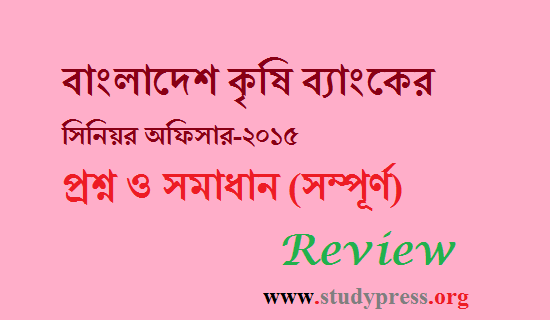 বাংলাদেশ কৃষি ব্যাংকের
সিনিয়র অফিসার-২০১৫
প্রশ্ন ও সমাধান (সম্পূর্ণ)
Review
www.studypress.org